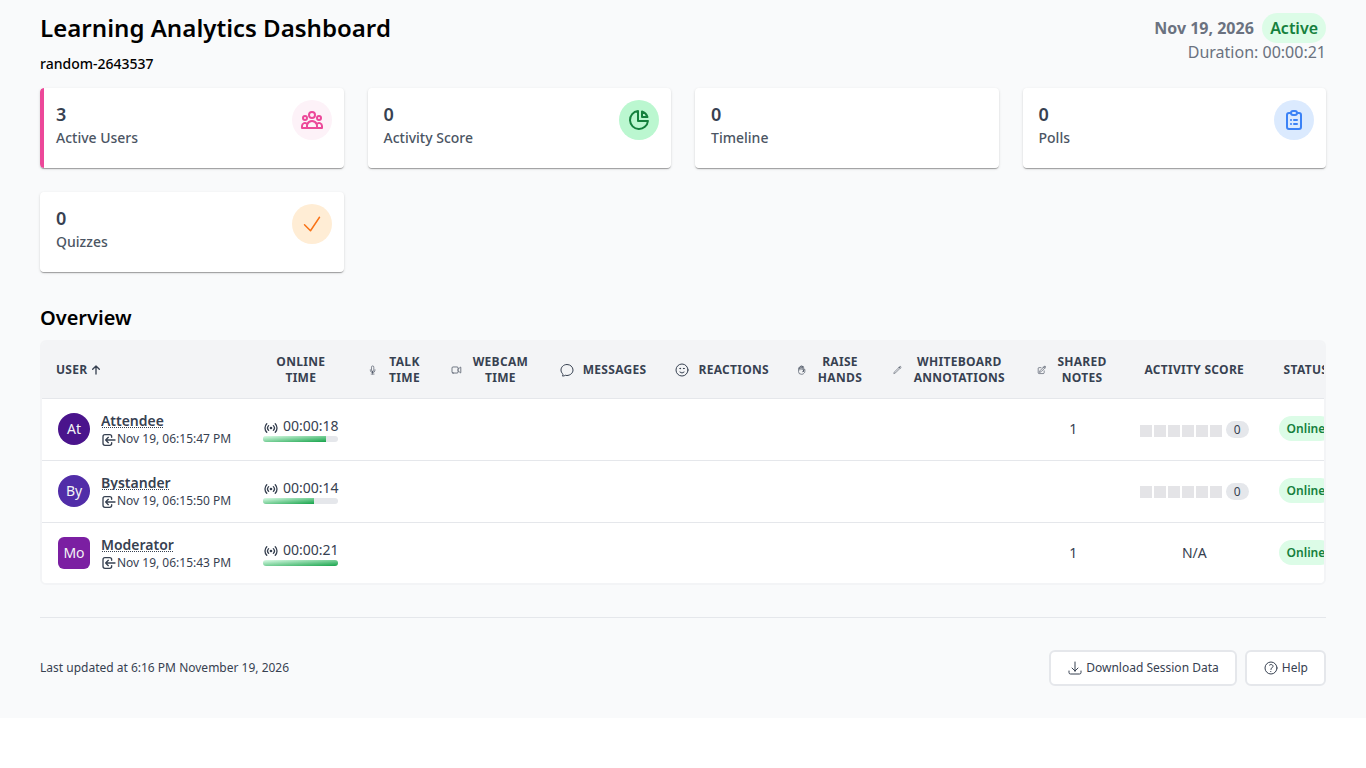 Learning Analytics Dashboard
Nov 19, 2026 Active
Duration: 00:00:21
random-2643537
3
Active Users
0
Activity Score
0
Timeline
0
Polls
0
Quizzes
Overview
USER ONLINE TIME TALK TIME WEBCAM TIME MESSAGES REACTIONS RAISE HANDS WHITEBOARD ANNOTATIONS SHARED NOTES ACTIVITY SCORE STATUS
At Attendee 00:00:18 1 0 Online
Nov 19, 06:15:47 PM
By Bystander 00:00:14 0 Online
Nov 19, 06:15:50 PM
Mo Moderator 00:00:21 1 N/A Online
Nov 19, 06:15:43 PM
Last updated at 6:16 PM November 19, 2026
Download Session Data
Help